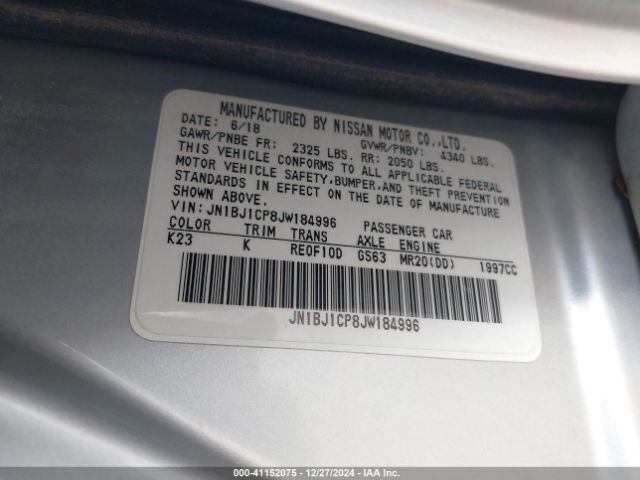 MANUFACTURED BY NISSAN MOTOR CO.,LTD.
DATE: 6/18 GVWR/PNBV: 4340 LBS.
GAWR/PNBE FR: 2325 LBS. RR: 2050 LBS.
THIS VEHICLE CONFORMS TO ALL APPLICABLE FEDERAL
MOTOR VEHICLE SAFETY,BUMPER,AND THEFT PREVENTION
STANDARDS IN EFFECT ON THE DATE OF MANUFACTURE
SHOWN ABOVE.
VIN:JN1BJ1CP8JW184996 PASSENGER CAR
COLOR TRIM TRANS AXLE ENGINE
K23 K RE0F10D GS63 MR20(DD) 1997CC
JN1BJ1CP8JW184996
000-41152075 - 12/27/2024 - IAA Inc.